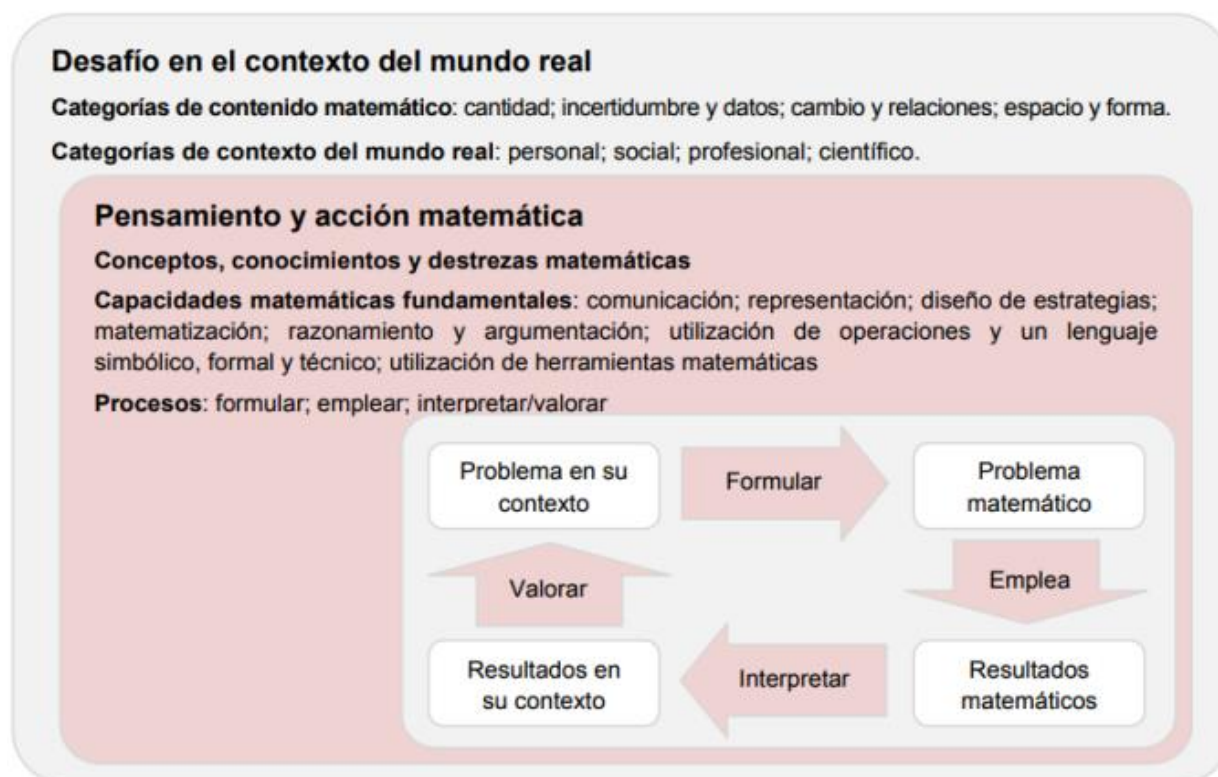 Desafío en el contexto del mundo real
Categorías de contenido matemático: cantidad; incertidumbre y datos; cambio y relaciones; espacio y forma.
Categorías de contexto del mundo real: personal; social; profesional; científico.
Pensamiento y acción matemática
Conceptos, conocimientos y destrezas matemáticas
Capacidades matemáticas fundamentales: comunicación; representación; diseño de estrategias;
matematización; razonamiento y argumentación; utilización de operaciones y un lenguaje
simbólico, formal y técnico; utilización de herramientas matemáticas
Procesos: formular; emplear; interpretar/valorar
Problema en su
contexto
Formular
Problema
matemático
Valorar
Emplea
Resultados en
su contexto
Interpretar
Resultados
matemáticos